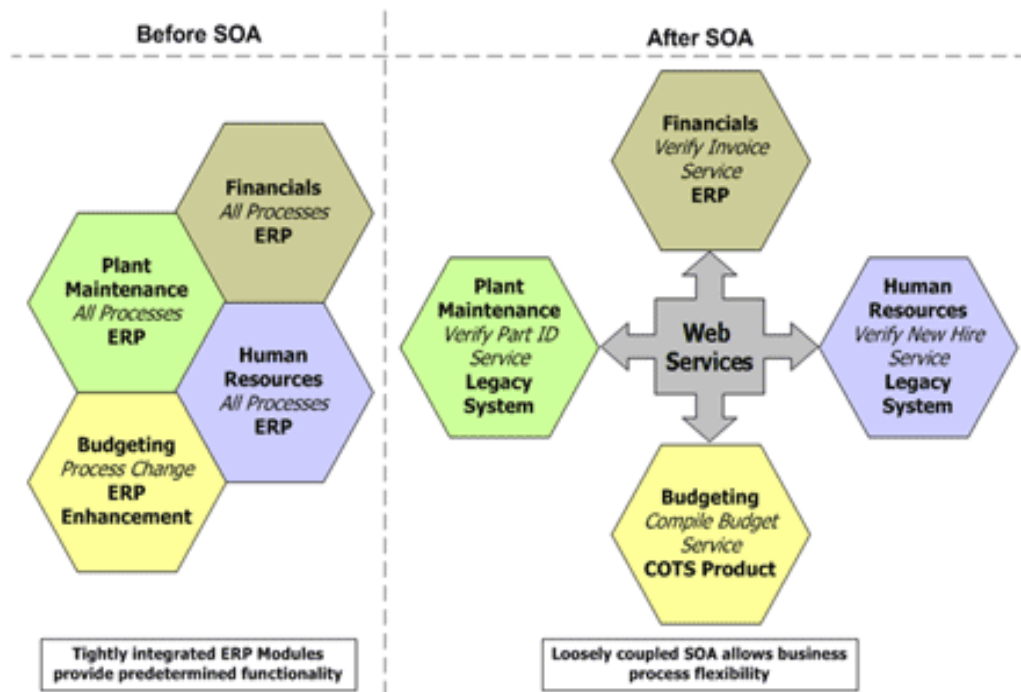 Before SOA
After SOA
Financials
All Processes
ERP
Plant
Maintenance
All Processes
ERP
Human
Resources
All Processes
ERP
Budgeting
Process Change
ERP
Enhancement
Tightly integrated ERP Modules
provide predetermined functionality
Financials
Verify Invoice
Service
ERP
Plant
Maintenance
Verify Part ID
Service
Legacy
System
Web
Services
Human
Resources
Verify New Hire
Service
Legacy
System
Budgeting
Compile Budget
Service
COTS Product
Loosely coupled SOA allows business
process flexibility